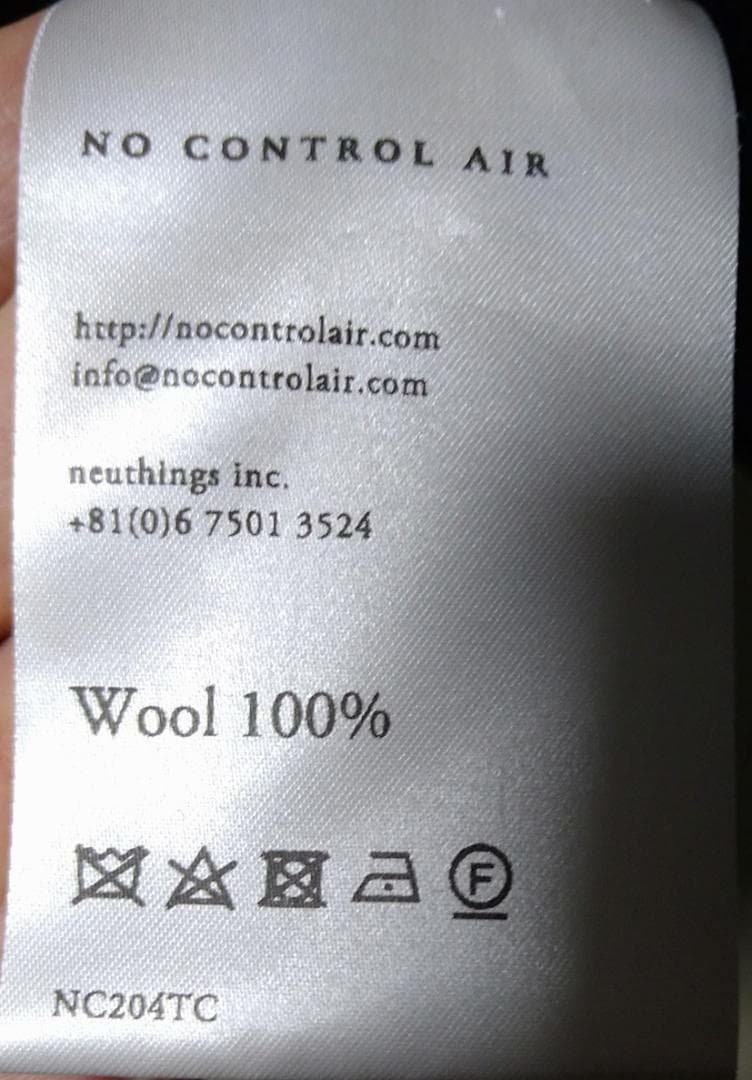 NO CONTROL AIR
http://nocontrolair.com
info@nocontrolair.com
neuthings inc.
+81(0)6 7501 3524
Wool 100%
F
NC204TC